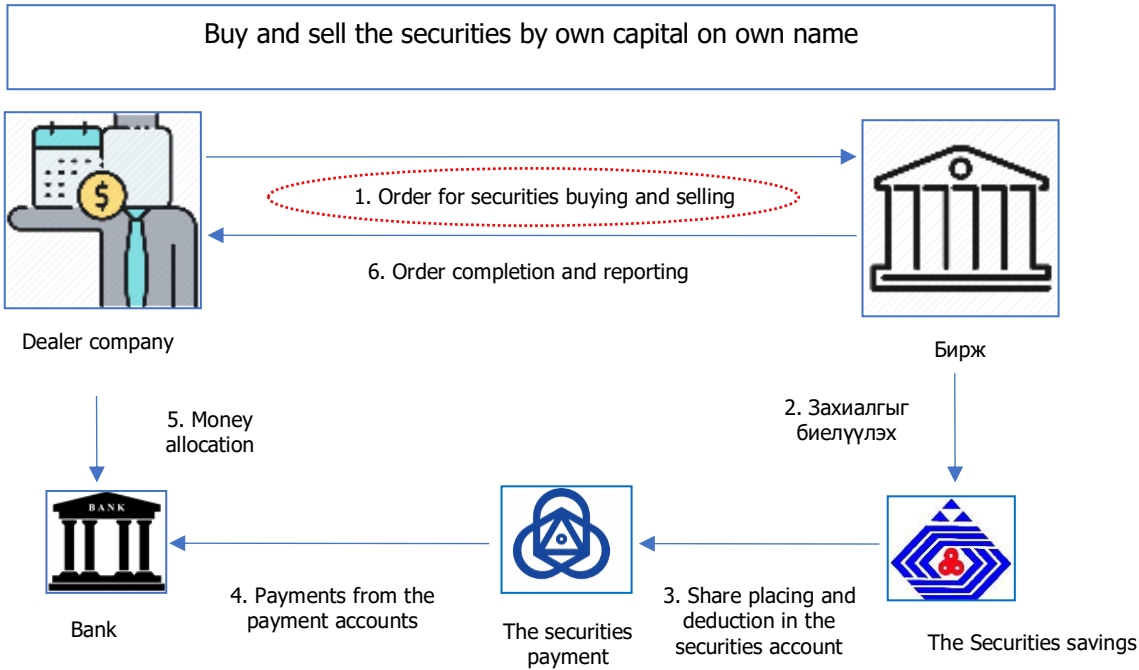 Buy and sell the securities by own capital on own name
$
1. Order for securities buying and selling
6. Order completion and reporting
Dealer company
Бирж
5. Money
allocation
2. Захиалгыг
биелүүлэх
BANK
4. Payments from the
payment accounts
3. Share placing and
deduction in the
securities account
Bank
The securities
payment
The Securities savings